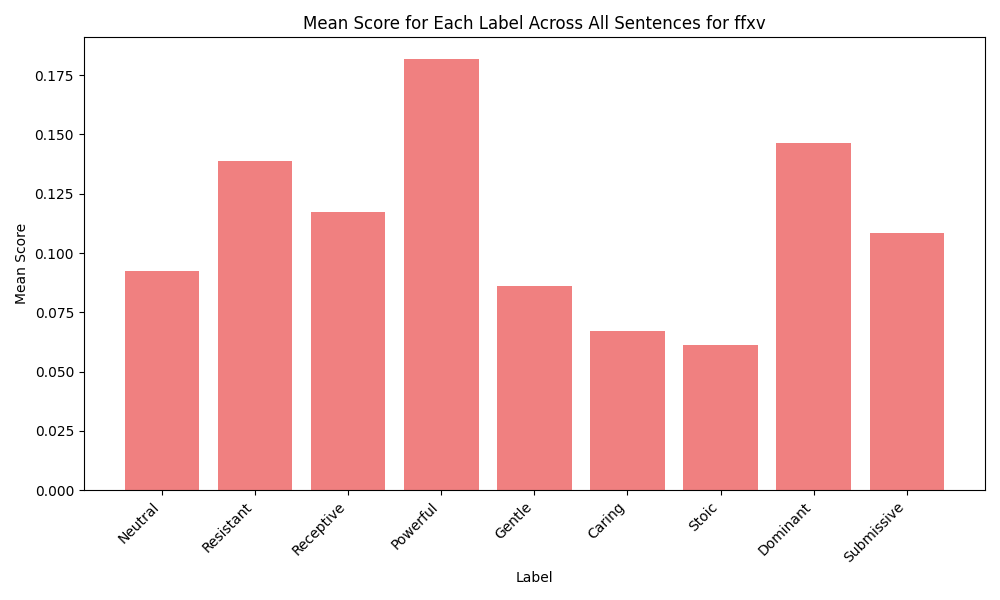 Mean Score for Each Label Across All Sentences for ffxv
0.175
0.150
0.125
0.100
0.075
0.050
0.025
0.000
Mean Score
Neutral
Resistant
Receptive
Powerful
Gentle
Caring
Stoic
Dominant
Submissive
Label